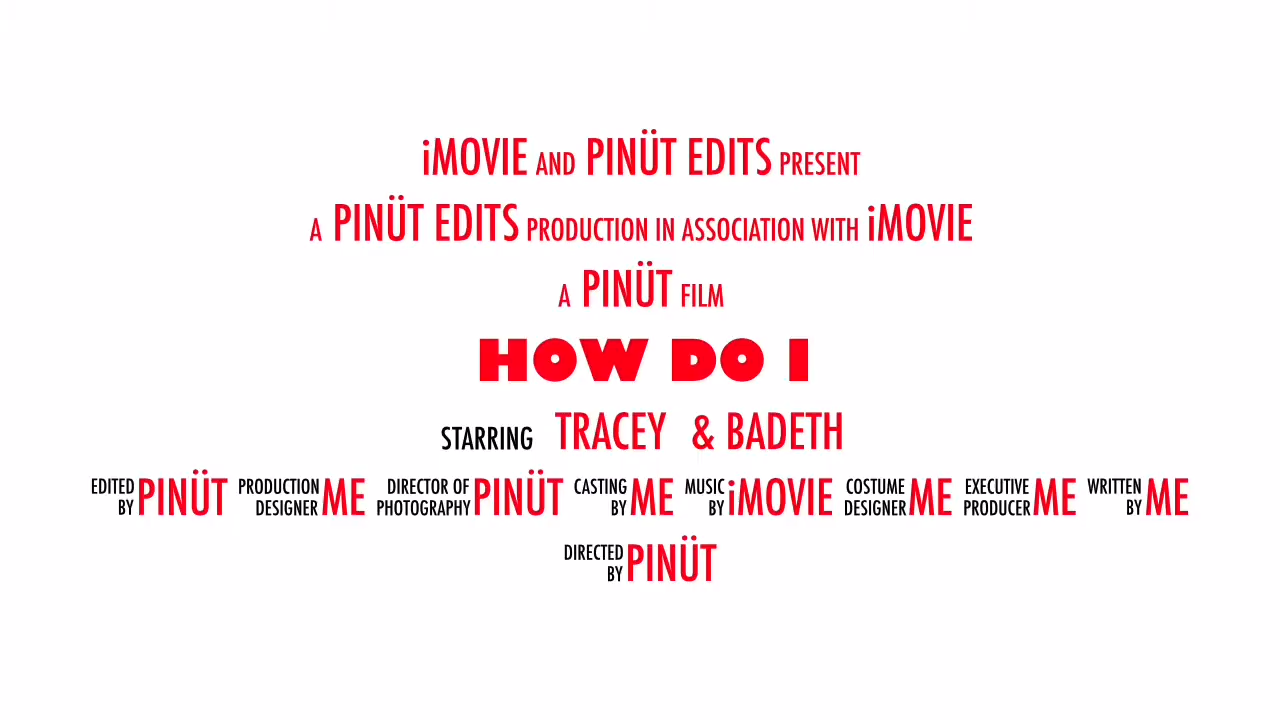 iMOVIE AND PINÜT EDITS PRESENT
A PINÜT EDITS PRODUCTION IN ASSOCIATION WITH iMOVIE
A PINÜT FILM
HOW DO I
STARRING TRACEY & BADETH
EDITED BY PINÜT PRODUCTION DESIGNER ME DIRECTOR OF PHOTOGRAPHY PINÜT CASTING BY ME MUSIC BY iMOVIE COSTUME DESIGNER ME EXECUTIVE PRODUCER ME WRITTEN BY ME
DIRECTED BY PINÜT